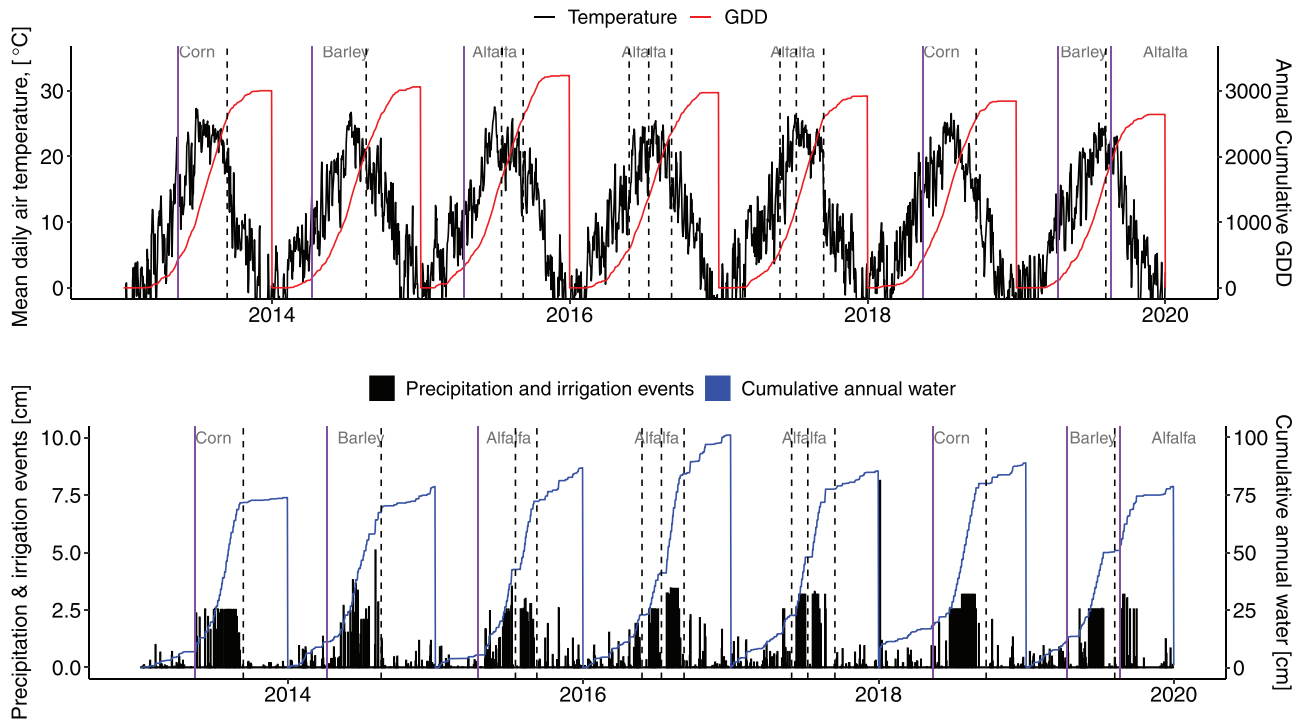 Temperature GDD
Mean daily air temperature, [°C]
Corn Barley Alfalfa Alfalfa Alfalfa Corn Barley Alfalfa
30
20
10
0
3000
2000
1000
0
Annual Cumulative GDD
2014 2016 2018 2020
Precipitation and irrigation events Cumulative annual water
Precipitation & irrigation events [cm]
Corn Barley Alfalfa Alfalfa Alfalfa Corn Barley Alfalfa
10.0
7.5
5.0
2.5
0.0
100
75
50
25
0
Cumulative annual water [cm]
2014 2016 2018 2020